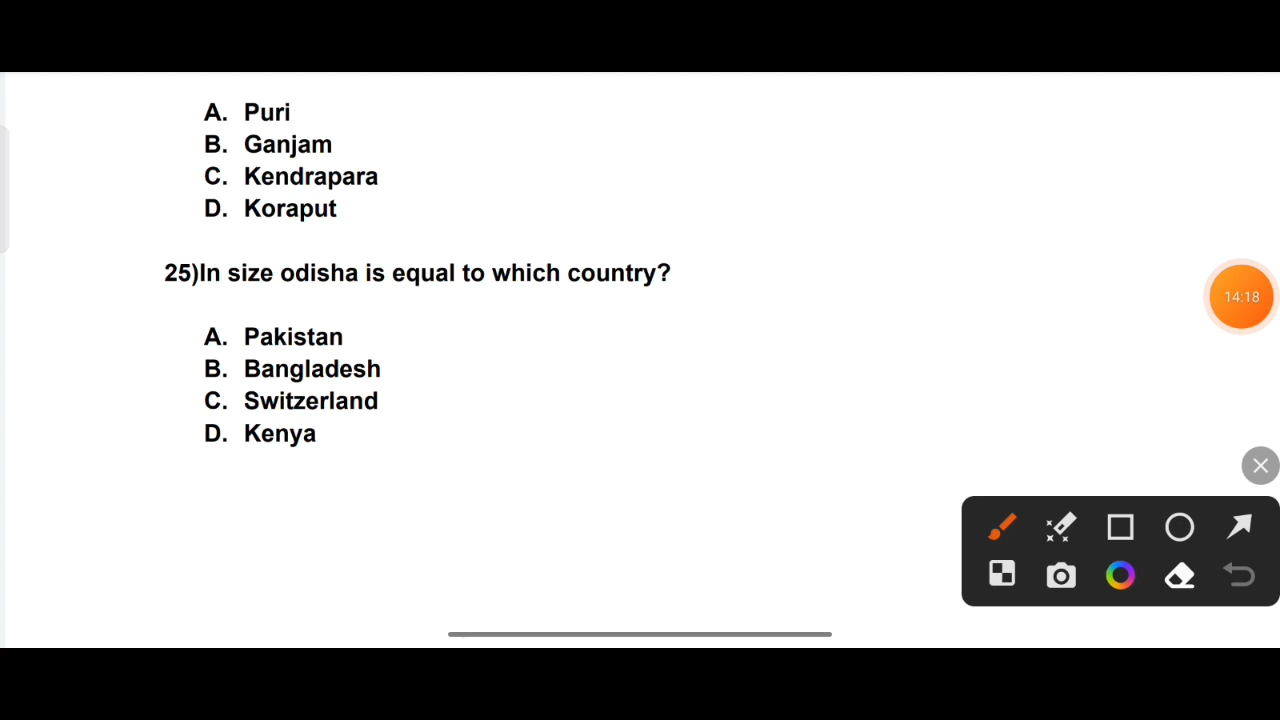 A. Puri
B. Ganjam
C. Kendrapara
D. Koraput
25)In size odisha is equal to which country?
14:18
A. Pakistan
B. Bangladesh
C. Switzerland
D. Kenya